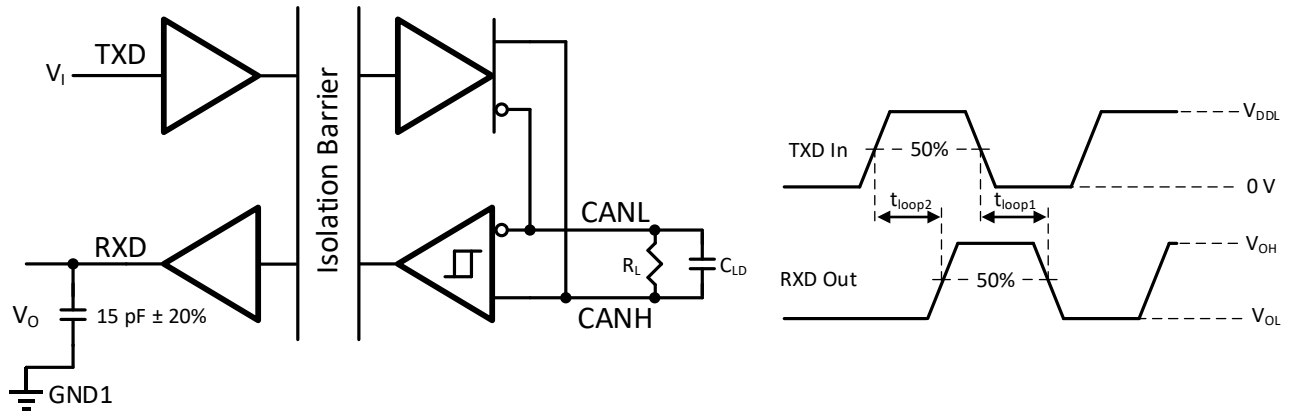 TXD
V_I
Isolation Barrier
RXD
V_O
15 pF ± 20%
GND1
CANL
R_L
C_LD
CANH
TXD In
50%
V_DDL
0 V
t_loop2
t_loop1
RXD Out
50%
V_OH
V_OL